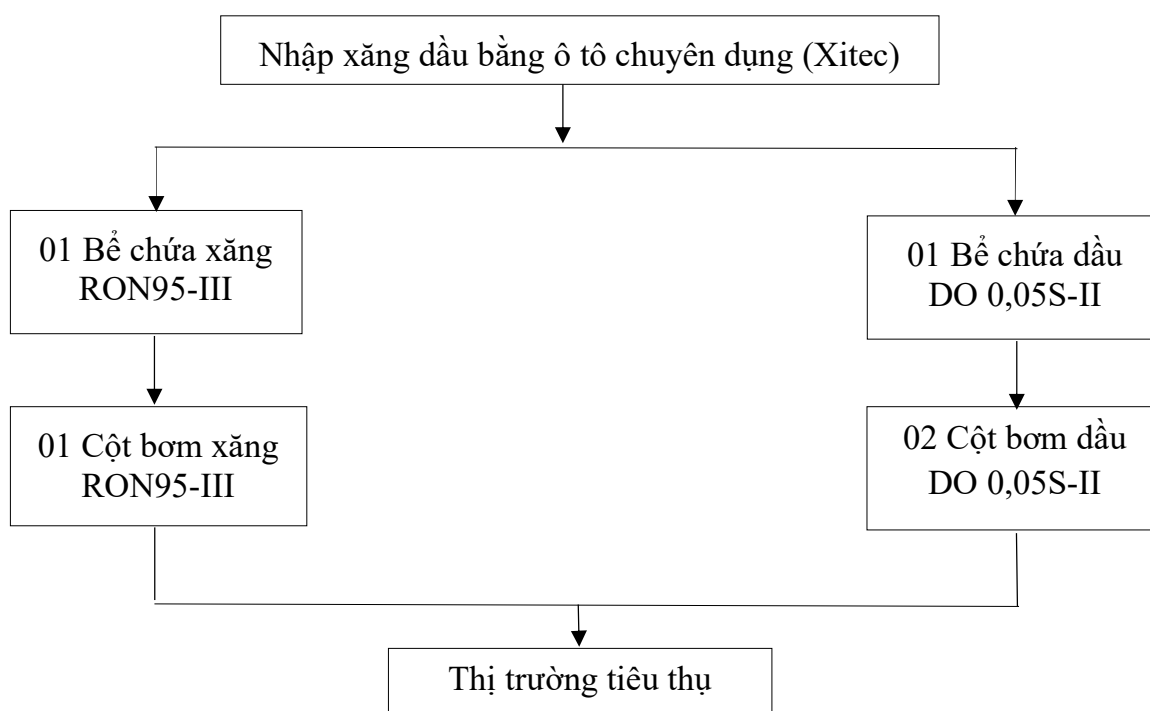 Nhập xăng dầu bằng ô tô chuyên dụng (Xitec)
01 Bể chứa xăng
RON95-III
01 Bể chứa dầu
DO 0,05S-II
01 Cột bơm xăng
RON95-III
02 Cột bơm dầu
DO 0,05S-II
Thị trường tiêu thụ